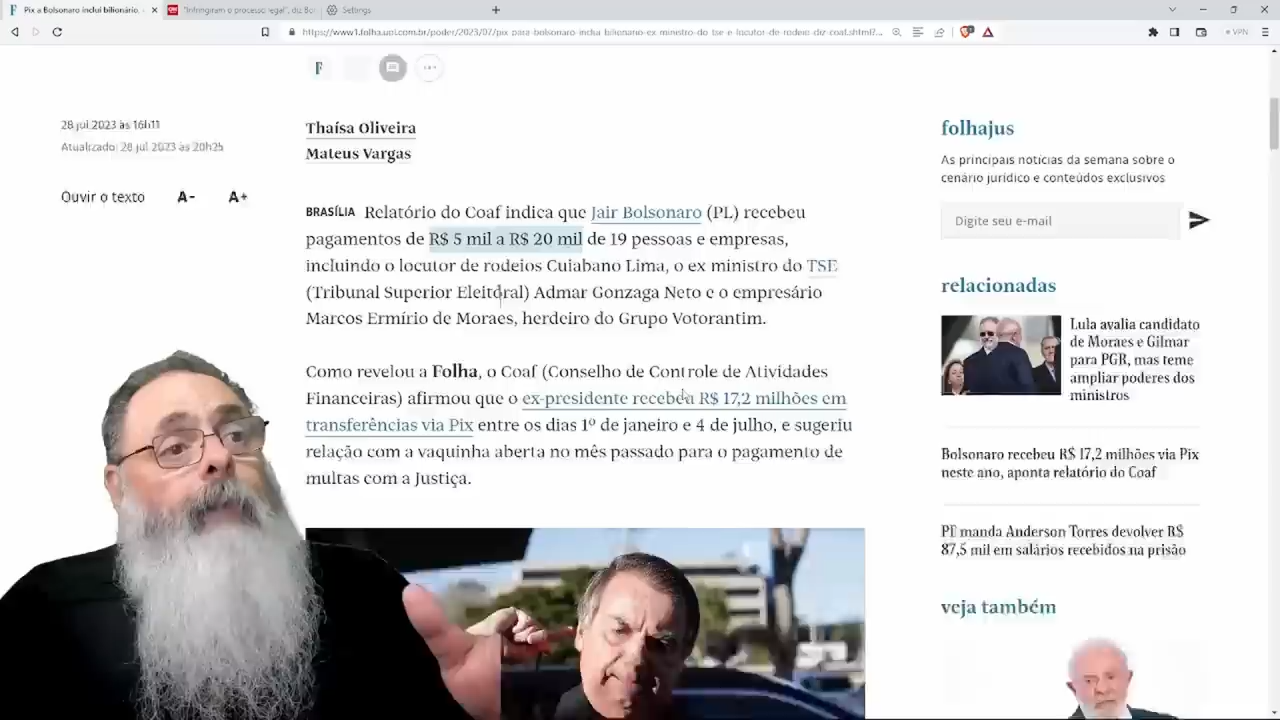 Pix a Bolsonaro inclui bilionário,
"Infringiram o processo legal", diz Bol
Settings
https://www1.folha.uol.com.br/poder/2023/07/pix-para-bolsonaro-inclui-bilionario-ex-ministro-do-tse-e-locutor-de-rodeio-diz-coaf.shtml?...
VPN
F
28 jul 2023 às 16h11
Atualizado: 28 jul 2023 às 20h25
Ouvir o texto A- A+
Thaísa Oliveira
Mateus Vargas
BRASÍLIA Relatório do Coaf indica que Jair Bolsonaro (PL) recebeu
pagamentos de R$ 5 mil a R$ 20 mil de 19 pessoas e empresas,
incluindo o locutor de rodeios Cuiabano Lima, o ex ministro do TSE
(Tribunal Superior Eleitoral) Admar Gonzaga Neto e o empresário
Marcos Ermírio de Moraes, herdeiro do Grupo Votorantim.
Como revelou a Folha, o Coaf (Conselho de Controle de Atividades
Financeiras) afirmou que o ex-presidente recebeu R$ 17,2 milhões em
transferências via Pix entre os dias 1º de janeiro e 4 de julho, e sugeriu
relação com a vaquinha aberta no mês passado para o pagamento de
multas com a Justiça.
folhajus
As principais notícias da semana sobre o
cenário jurídico e conteúdos exclusivos
Digite seu e-mail
relacionadas
Lula avalia candidato
de Moraes e Gilmar
para PGR, mas teme
ampliar poderes dos
ministros
Bolsonaro recebeu R$ 17,2 milhões via Pix
neste ano, aponta relatório do Coaf
PF manda Anderson Torres devolver R$
87,5 mil em salários recebidos na prisão
veja também